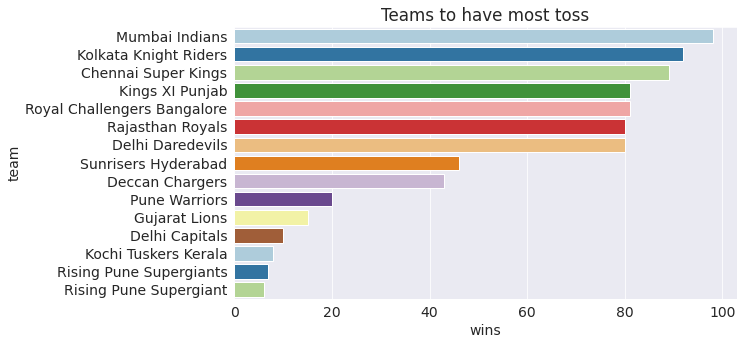 Teams to have most toss
team
Mumbai Indians
Kolkata Knight Riders
Chennai Super Kings
Kings XI Punjab
Royal Challengers Bangalore
Rajasthan Royals
Delhi Daredevils
Sunrisers Hyderabad
Deccan Chargers
Pune Warriors
Gujarat Lions
Delhi Capitals
Kochi Tuskers Kerala
Rising Pune Supergiants
Rising Pune Supergiant
0 20 40 60 80 100
wins